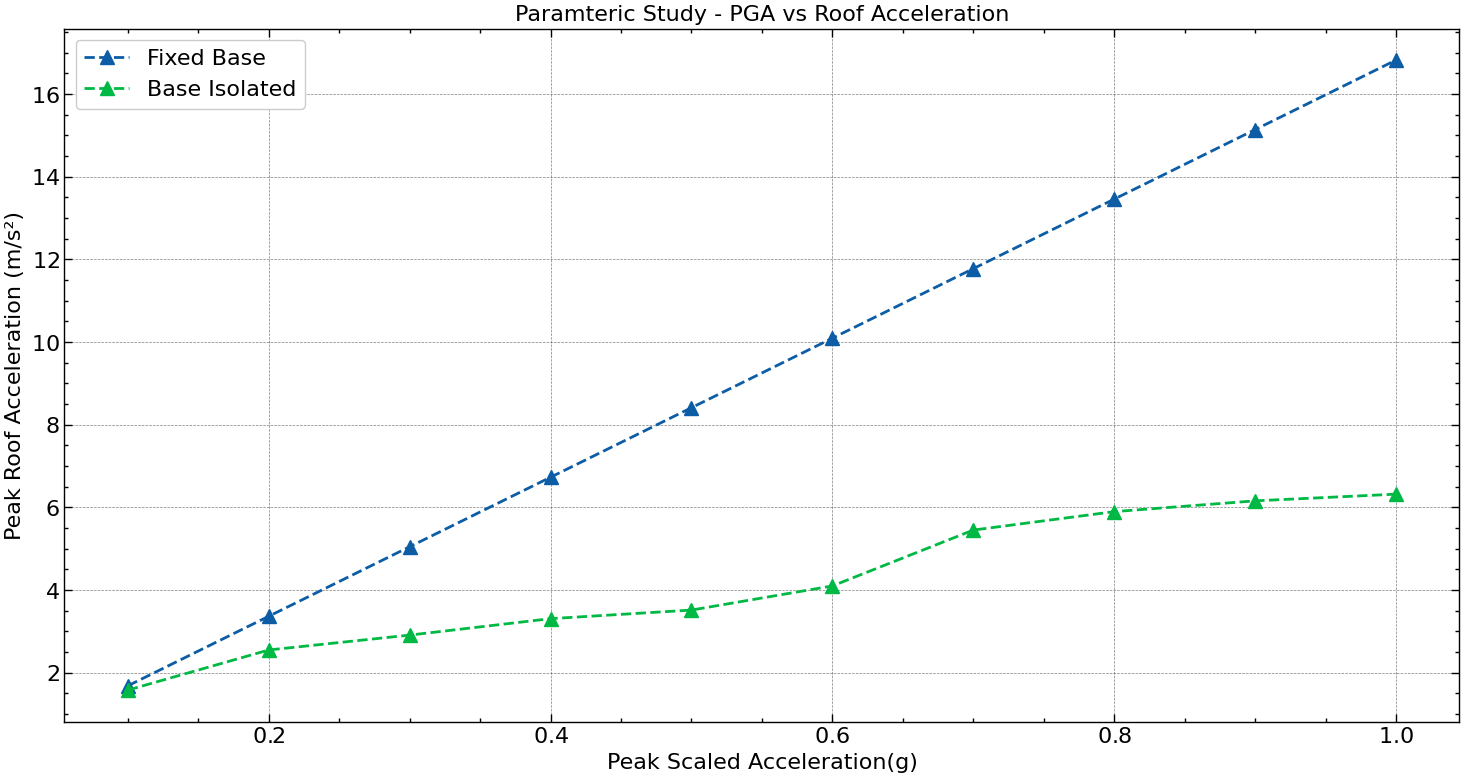 Paramteric Study - PGA vs Roof Acceleration
Fixed Base
Base Isolated
Peak Roof Acceleration (m/s²)
16
14
12
10
8
6
4
2
0.2 0.4 0.6 0.8 1.0
Peak Scaled Acceleration(g)